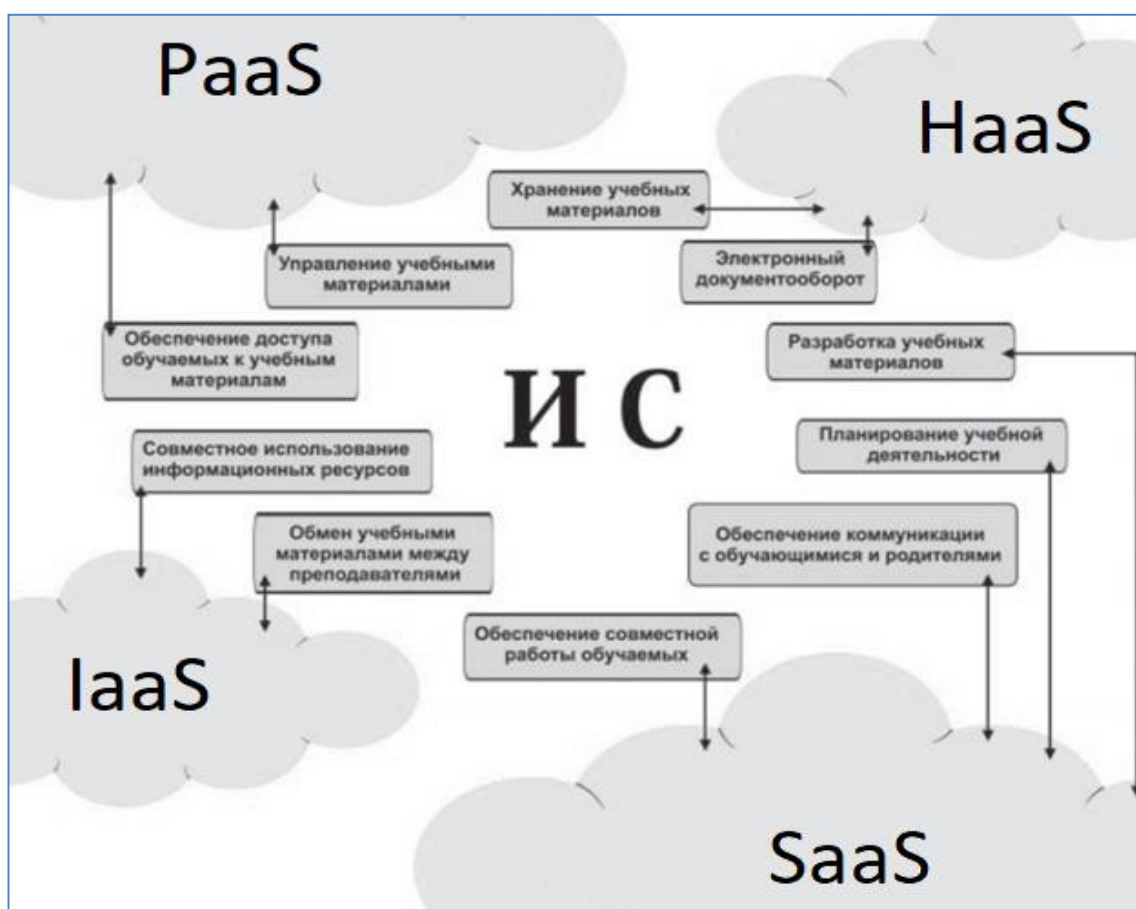 PaaS
HaaS
Хранение учебных
материалов
Управление учебными
материалами
Электронный
документооборот
Обеспечение доступа
обучаемых к учебным
материалам
Разработка учебных
материалов
И С
Совместное использование
информационных ресурсов
Планирование учебной
деятельности
Обмен учебными
материалами между
преподавателями
Обеспечение коммуникации
с обучающимися и родителями
Обеспечение совместной
работы обучаемых
IaaS
SaaS